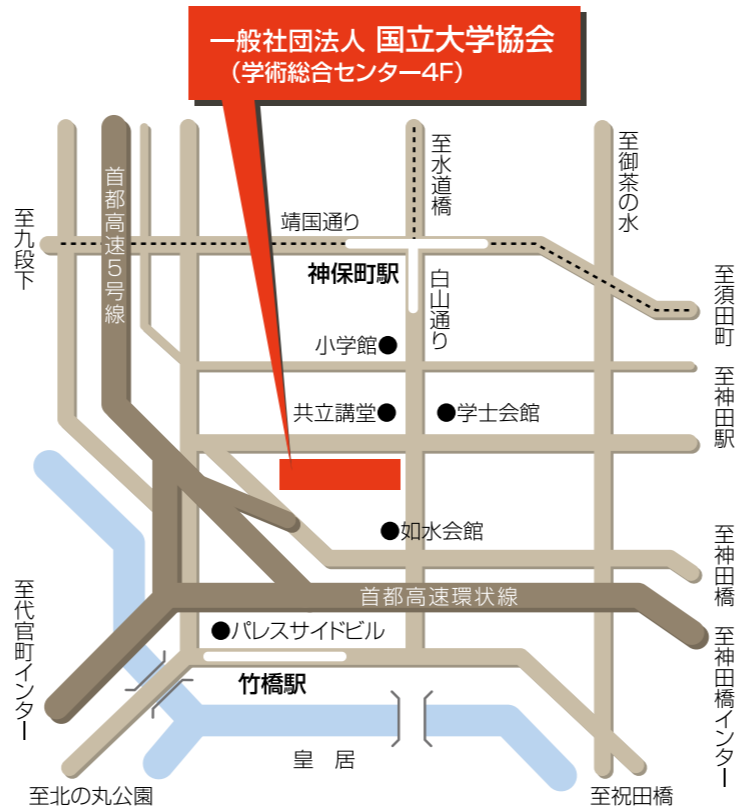 一般社団法人 国立大学協会
（学術総合センター4F）
至水道橋
至御茶の水
首都高速5号線
至九段下
靖国通り
神保町駅
白山通り
至須田町
小学館●
至神田駅
共立講堂●
●学士会館
●如水会館
至神田橋
至代官町インター
首都高速環状線
●パレスサイドビル
至神田橋インター
竹橋駅
皇 居
至北の丸公園
至祝田橋